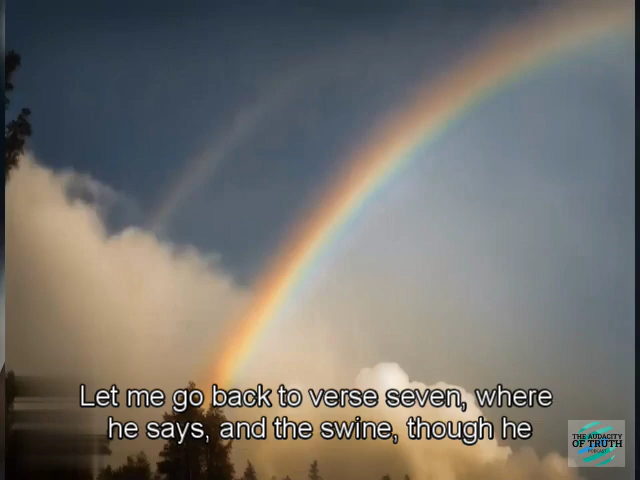 Let me go back to verse seven, where
he says, and the swine, though he
THE AUDACITY
OF TRUTH
PODCAST